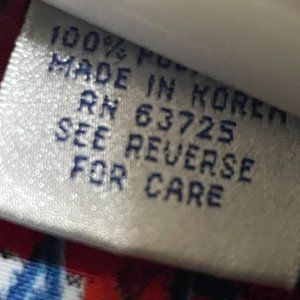 100%
MADE IN KOREA
RN 63725
SEE REVERSE
FOR CARE